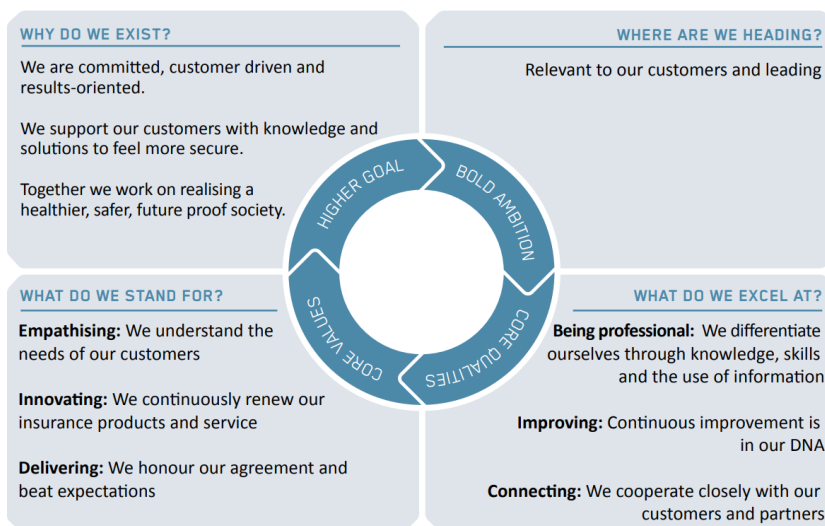 WHY DO WE EXIST?
We are committed, customer driven and
results-oriented.
We support our customers with knowledge and
solutions to feel more secure.
Together we work on realising a
healthier, safer, future proof society.
WHERE ARE WE HEADING?
Relevant to our customers and leading
HIGHER GOAL
BOLD AMBITION
CORE VALUES
CORE QUALITIES
WHAT DO WE STAND FOR?
Empathising: We understand the
needs of our customers
Innovating: We continuously renew our
insurance products and service
Delivering: We honour our agreement and
beat expectations
WHAT DO WE EXCEL AT?
Being professional: We differentiate
ourselves through knowledge, skills
and the use of information
Improving: Continuous improvement is
in our DNA
Connecting: We cooperate closely with our
customers and partners